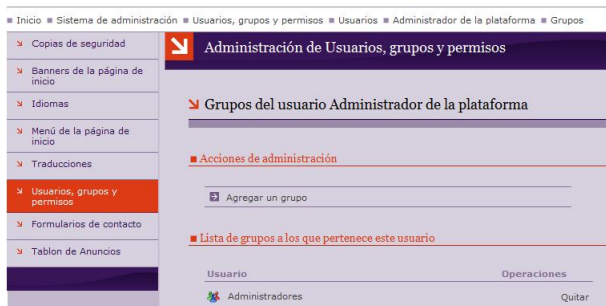 Inicio Sistema de administración Usuarios, grupos y permisos Usuarios Administrador de la plataforma Grupos
Copias de seguridad
Banners de la página de
inicio
Idiomas
Menú de la página de
inicio
Traducciones
Usuarios, grupos y
permisos
Formularios de contacto
Tablon de Anuncios
Administración de Usuarios, grupos y permisos
Grupos del usuario Administrador de la plataforma
Acciones de administración
Agregar un grupo
Lista de grupos a los que pertenece este usuario
Usuario Operaciones
Administradores Quitar